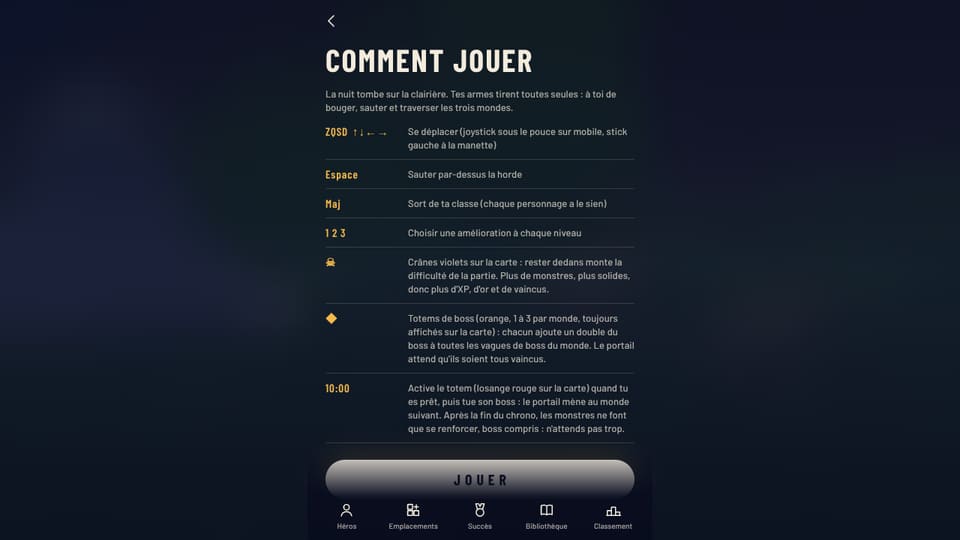 COMMENT JOUER
La nuit tombe sur la clairière. Tes armes tirent toutes seules : à toi de
bouger, sauter et traverser les trois mondes.
ZQSD ↑↓←→ Se déplacer (joystick sous le pouce sur mobile, stick
gauche à la manette)
Espace Sauter par-dessus la horde
Maj Sort de ta classe (chaque personnage a le sien)
1 2 3 Choisir une amélioration à chaque niveau
☠ Crânes violets sur la carte : rester dedans monte la
difficulté de la partie. Plus de monstres, plus solides,
donc plus d'XP, d'or et de vaincus.
◆ Totems de boss (orange, 1 à 3 par monde, toujours
affichés sur la carte) : chacun ajoute un double du
boss à toutes les vagues de boss du monde. Le portail
attend qu'ils soient tous vaincus.
10:00 Active le totem (losange rouge sur la carte) quand tu
es prêt, puis tue son boss : le portail mène au monde
suivant. Après la fin du chrono, les monstres ne font
que se renforcer, boss compris : n'attends pas trop.
JOUER
Héros Emplacements Succès Bibliothèque Classement